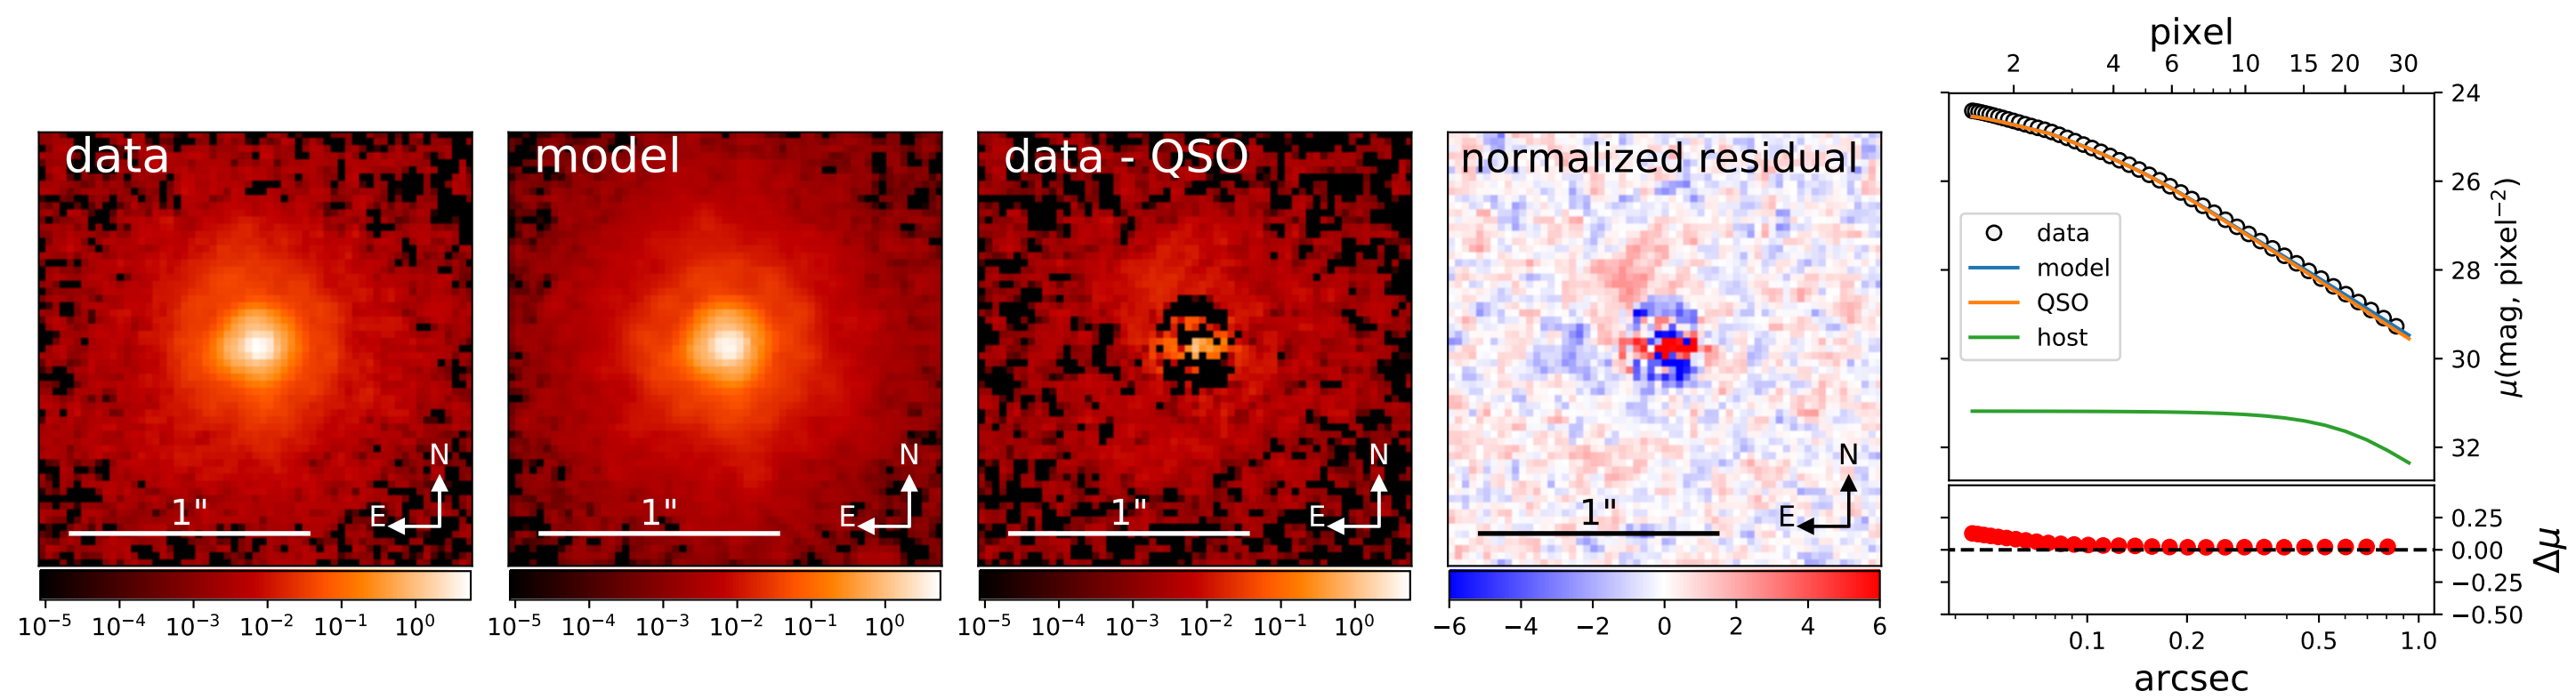 data
N
E
1"
10⁻⁵ 10⁻⁴ 10⁻³ 10⁻² 10⁻¹ 10⁰
model
N
E
1"
10⁻⁵ 10⁻⁴ 10⁻³ 10⁻² 10⁻¹ 10⁰
data - QSO
N
E
1"
10⁻⁵ 10⁻⁴ 10⁻³ 10⁻² 10⁻¹ 10⁰
normalized residual
N
E
1"
−6 −4 −2 0 2 4 6
pixel
2 4 6 10 15 20 30
24
26
28
30
32
μ(mag, pixel⁻²)
data
model
QSO
host
0.25
0.00
−0.25
−0.50
Δμ
0.1 0.2 0.5 1.0
arcsec